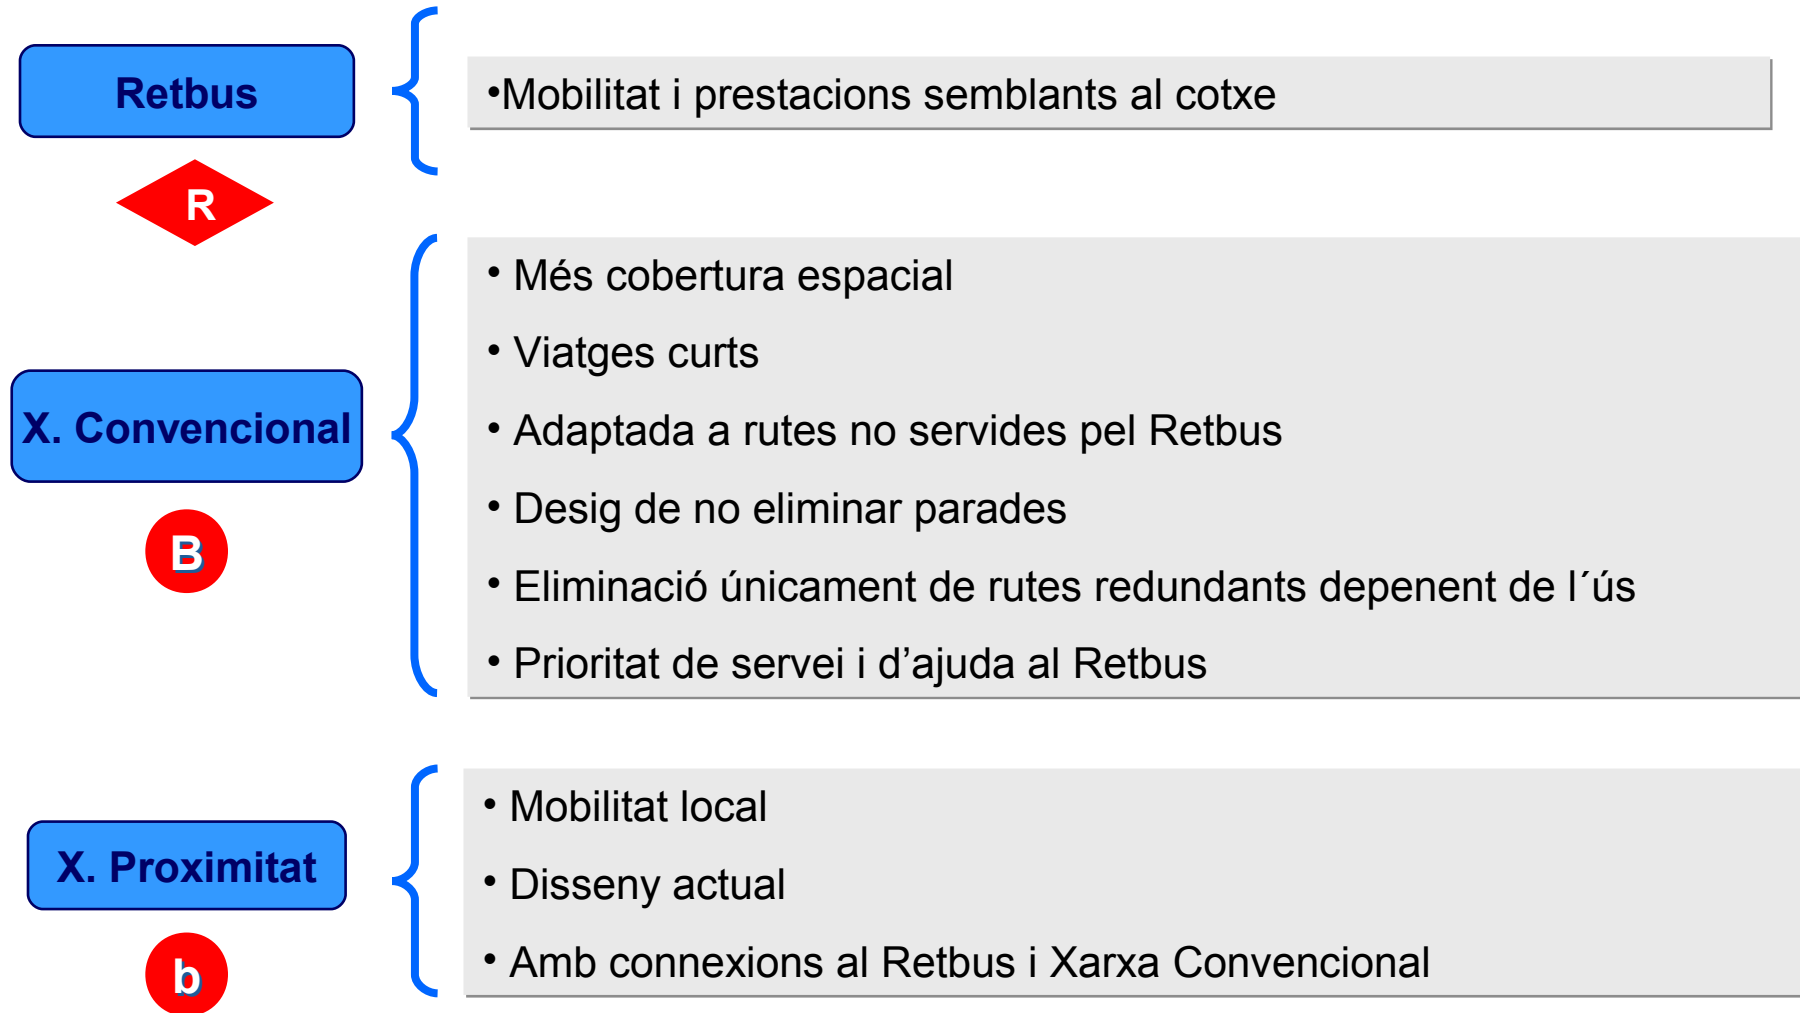 Retbus
•Mobilitat i prestacions semblants al cotxe
R
• Més cobertura espacial
• Viatges curts
X. Convencional
• Adaptada a rutes no servides pel Retbus
• Desig de no eliminar parades
B
• Eliminació únicament de rutes redundants depenent de l´ús
• Prioritat de servei i d’ajuda al Retbus
• Mobilitat local
X. Proximitat
• Disseny actual
• Amb connexions al Retbus i Xarxa Convencional
b